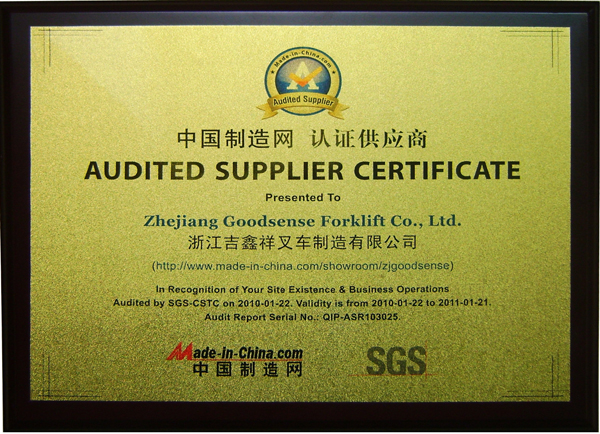 Made-in-China.com
Audited Supplier
中国制造网 认证供应商
AUDITED SUPPLIER CERTIFICATE
Presented To
Zhejiang Goodsense Forklift Co., Ltd.
浙江吉鑫祥叉车制造有限公司
(http://www.made-in-china.com/showroom/zjgoodsense)
In Recognition of Your Site Existence & Business Operations
Audited by SGS-CSTC on 2010-01-22. Validity is from 2010-01-22 to 2011-01-21.
Audit Report Serial No.: QIP-ASR103025.
Made-in-China.com
中国制造网
SGS